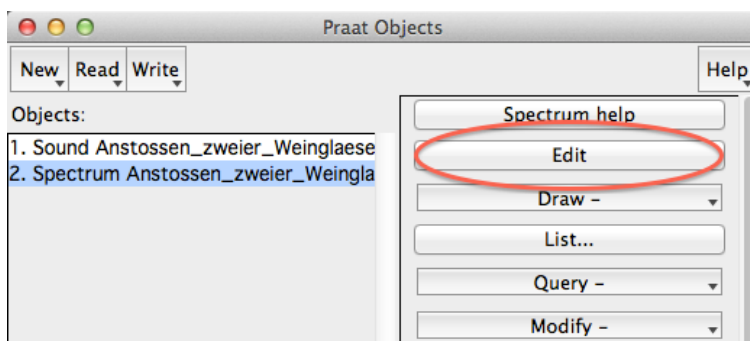 Praat Objects
New Read Write Help
Objects:
1. Sound Anstossen_zweier_Weinglaese
2. Spectrum Anstossen_zweier_Weingla
Spectrum help
Edit
Draw -
List...
Query -
Modify -